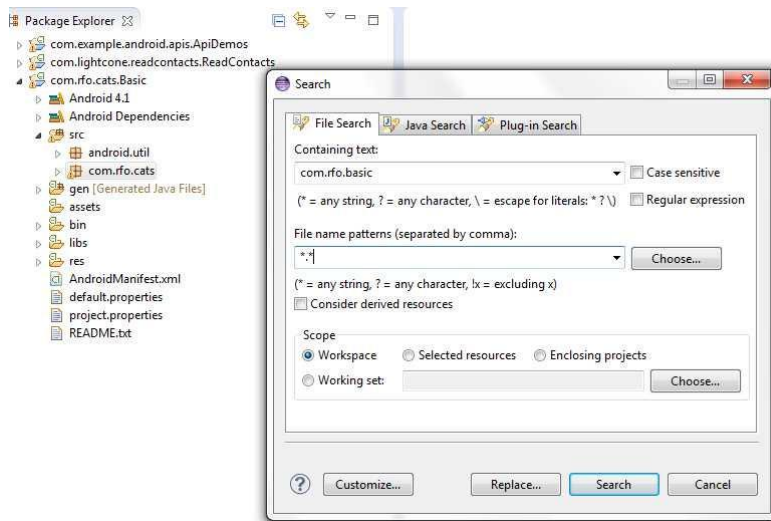 Package Explorer
com.example.android.apis.ApiDemos
com.lightcone.readcontacts.ReadContacts
com.rfo.cats.Basic
Android 4.1
Android Dependencies
src
android.util
com.rfo.cats
gen [Generated Java Files]
assets
bin
libs
res
AndroidManifest.xml
default.properties
project.properties
README.txt
Search
File Search
Java Search
Plug-in Search
Containing text:
com.rfo.basic
Case sensitive
(* = any string, ? = any character, \ = escape for literals: * ? \)
Regular expression
File name patterns (separated by comma):
*.*
Choose...
(* = any string, ? = any character, !x = excluding x)
Consider derived resources
Scope
Workspace
Selected resources
Enclosing projects
Working set:
Choose...
?
Customize...
Replace...
Search
Cancel